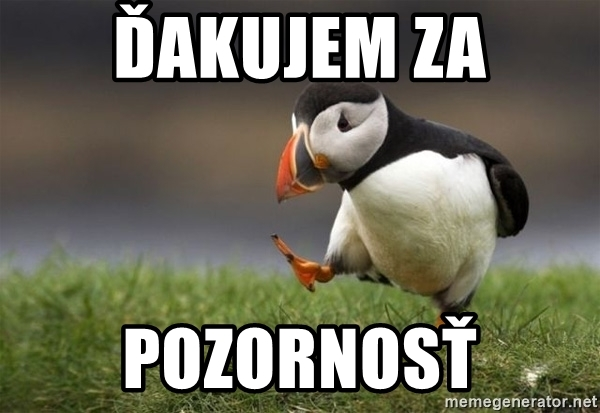 ĎAKUJEM ZA
POZORNOSŤ
memegenerator.net